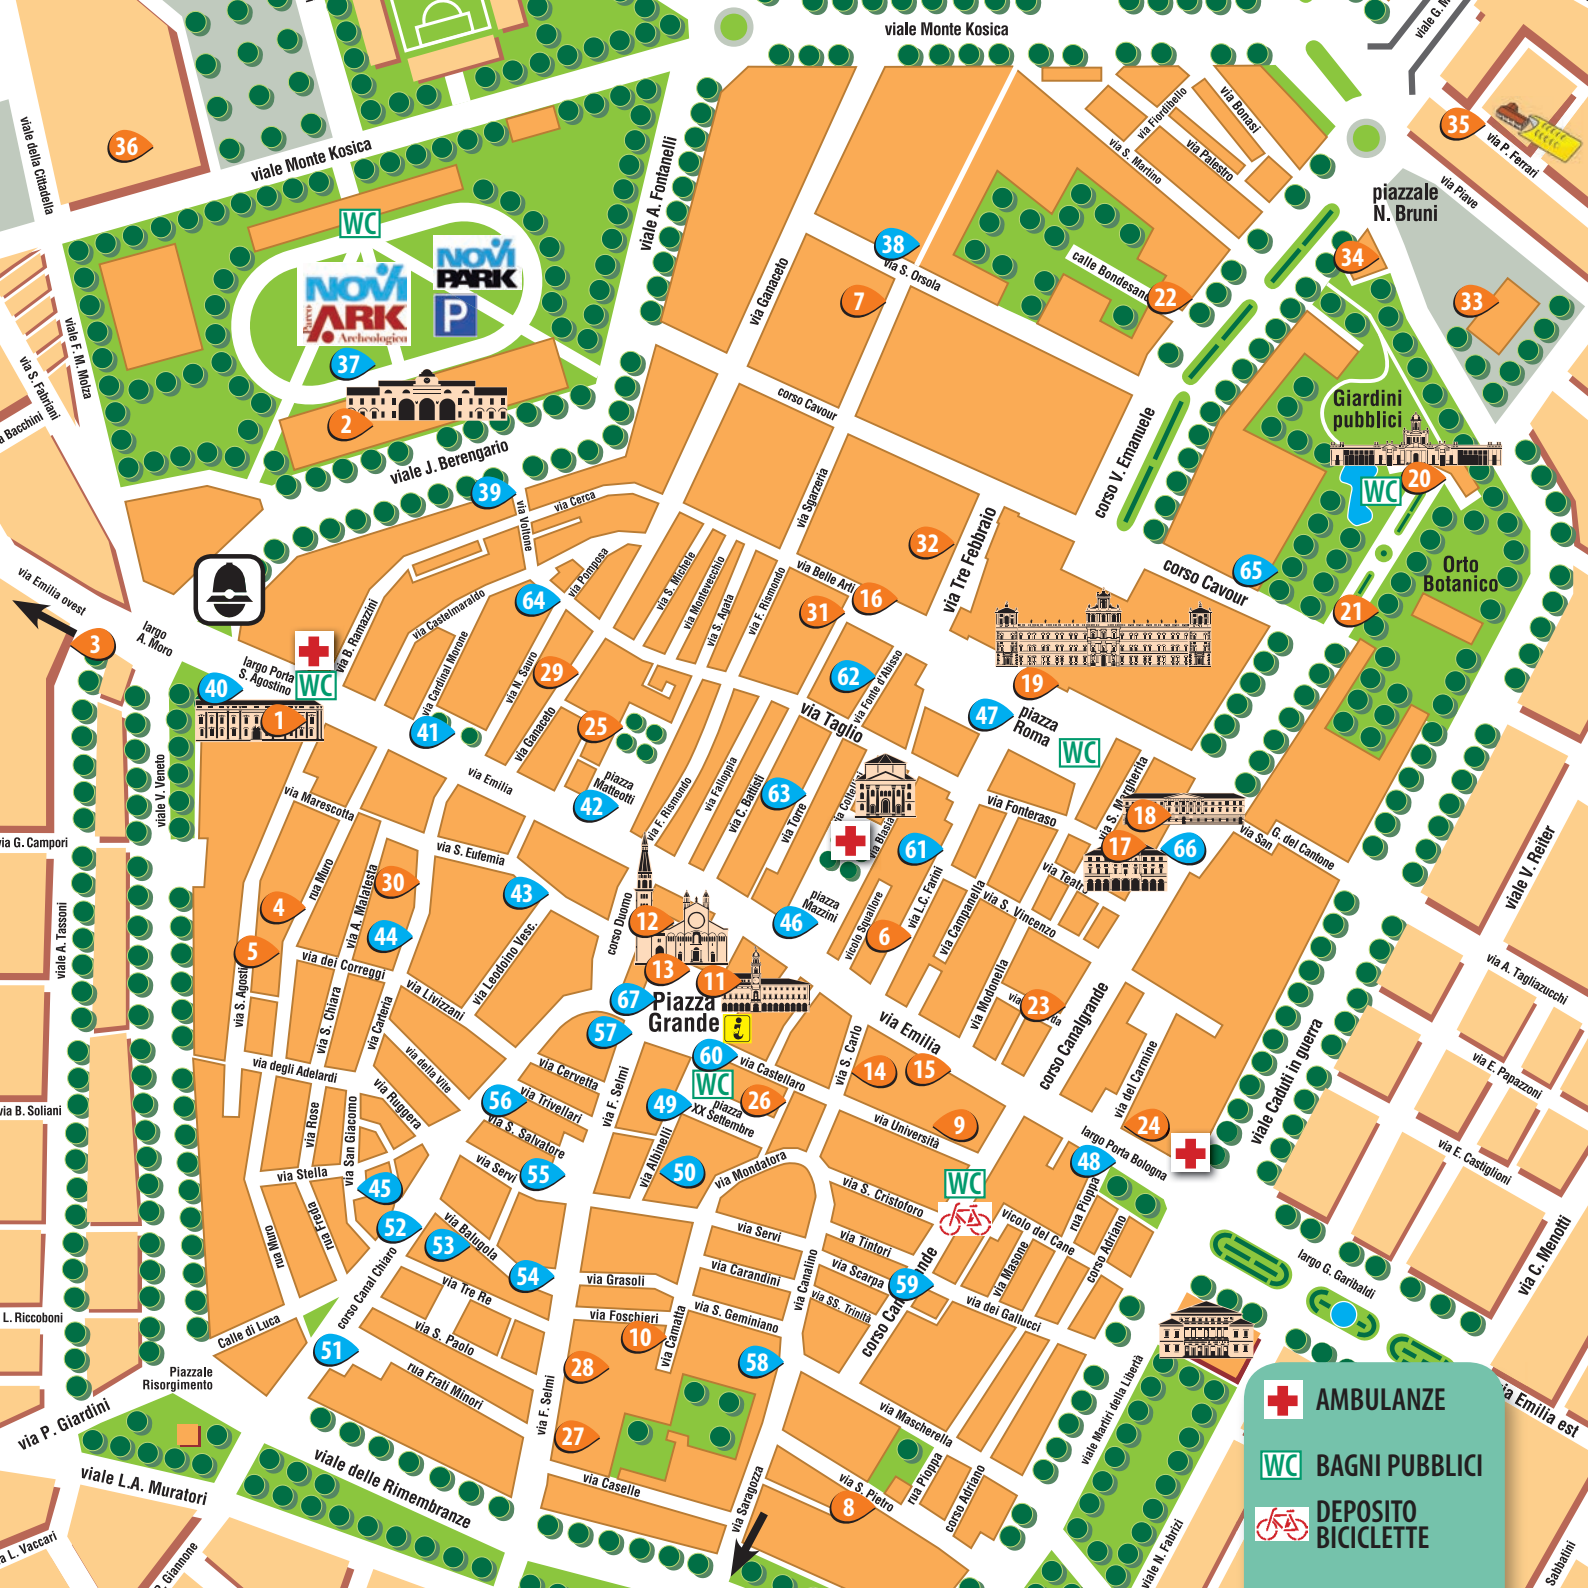 viale Monte Kosica
viale G. M
viale della Cittadella
36
viale Monte Kosica
viale A. Fontanelli
via Fiordibello
via Bonasi
via S. Martino
via Palestro
35
via P. Ferrari
via Piave
piazzale
N. Bruni
WC
NOVI
PARK
NOVI
Parco
ARK
Archeologico
P
37
2
viale F. M. Molza
via S. Fabriani
a Bacchini
38
via S. Orsola
7
via Ganaceto
calle Bondesano
22
34
33
Giardini
pubblici
20
WC
corso Cavour
corso V. Emanuele
viale J. Berengario
39
via Cerca
via Voltone
via Sgarzeria
via Tre Febbraio
32
corso Cavour
65
Orto
Botanico
21
via Emilia ovest
3
largo
A. Moro
largo Porta
S. Agostino
WC
40
1
via B. Ramazzini
via Castelmaraldo
64
via Pomposa
via S. Michele
via Montevecchio
via S. Agata
via F. Rismondo
via Belle Arti
31
16
via Cardinal Morone
via N. Sauro
29
41
via Ganaceto
25
62
via Fonte d'Abisso
via Taglio
19
47
piazza
Roma
WC
viale V. Veneto
via Emilia
piazza
Matteotti
42
via F. Rismondo
via Falloppia
via C. Battisti
63
via Torre
via Blasia
61
via Fonteraso
via S. Margherita
18
17
66
via San
G. del Cantone
via Marescotta
via G. Campori
via S. Eufemia
rua Muro
via A. Malatesta
30
43
4
44
5
corso Duomo
12
13
11
46
piazza
Mazzini
vicolo Squallore
6
via L.C. Farini
via Campanella
via S. Vincenzo
viale V. Reiter
viale A. Tassoni
via dei Correggi
via Livizzani
via Leodoino Vesc.
67
Piazza
Grande
57
60
WC
via Castellaro
via S. Chiara
via Carteria
via Modonella
23
via Emilia
via S. Carlo
14
15
corso Canalgrande
via A. Tagliazucchi
via E. Papazzoni
viale Caduti in guerra
via degli Adelardi
via della Vite
via Cervetta
via Trivellari
56
via S. Salvatore
via F. Selmi
49
piazza
XX Settembre
26
via Università
9
via del Carmine
24
largo Porta Bologna
48
via B. Soliani
via Ruggera
via Rose
via San Giacomo
via Servi
55
via Albinelli
50
via Mondatora
via S. Cristoforo
WC
via E. Castiglioni
via Stella
45
52
rua Freda
rua Muro
53
via Balugola
54
via Servi
via Tintori
vicolo del Cane
rua Pioppa
corso Adriano
via Masone
corso Canal Chiaro
via Tre Re
via Grasoli
via Carandini
via Canalino
via Scarpa
59
via SS. Trinità
via dei Gallucci
largo G. Garibaldi
via C. Menotti
L. Riccoboni
Calle di Luca
51
via S. Paolo
via Foschieri
10
via Camatta
via S. Geminiano
28
58
Piazzale
Risorgimento
rua Frati Minori
via F. Selmi
27
via Mascherella
viale Martiri della Libertà
via P. Giardini
viale L.A. Muratori
viale delle Rimembranze
via Caselle
via Saragozza
via S. Pietro
8
rua Pioppa
corso Adriano
via Emilia est
a L. Vaccari
. Giannone
viale N. Fabrizi
Sabbatini
AMBULANZE
WC BAGNI PUBBLICI
DEPOSITO
BICICLETTE